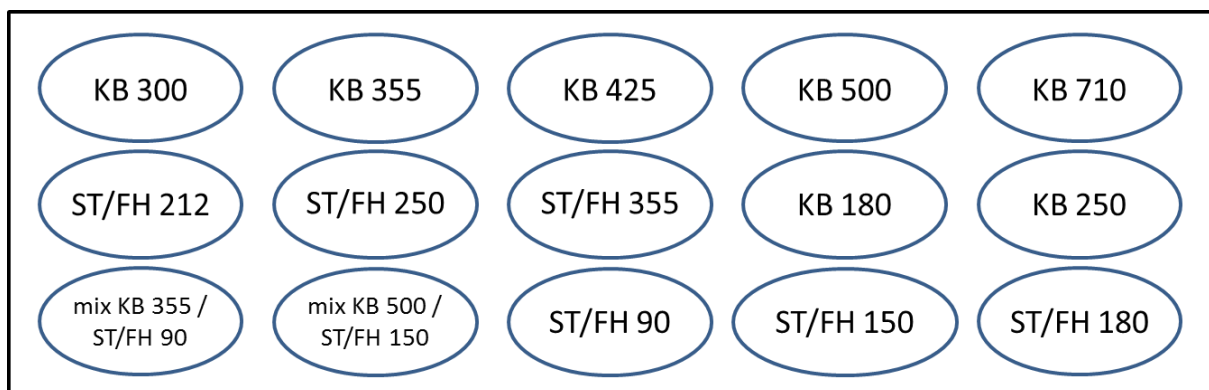 KB 300
KB 355
KB 425
KB 500
KB 710
ST/FH 212
ST/FH 250
ST/FH 355
KB 180
KB 250
mix KB 355 /
ST/FH 90
mix KB 500 /
ST/FH 150
ST/FH 90
ST/FH 150
ST/FH 180